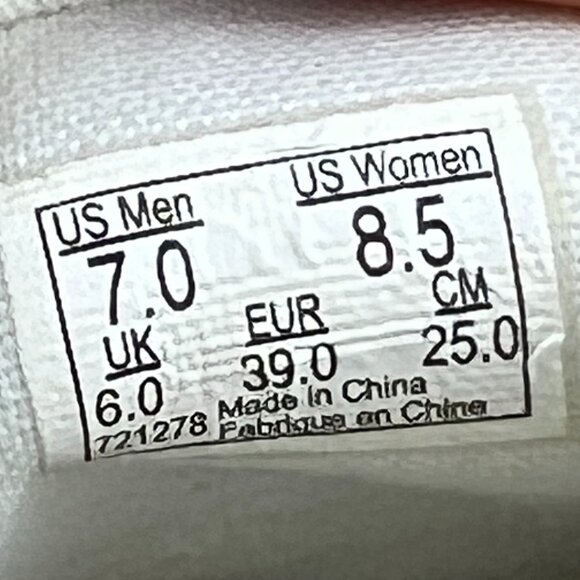 US Men US Women
7.0 8.5
UK EUR CM
6.0 39.0 25.0
721278 Made in China
Fabrique en Chine